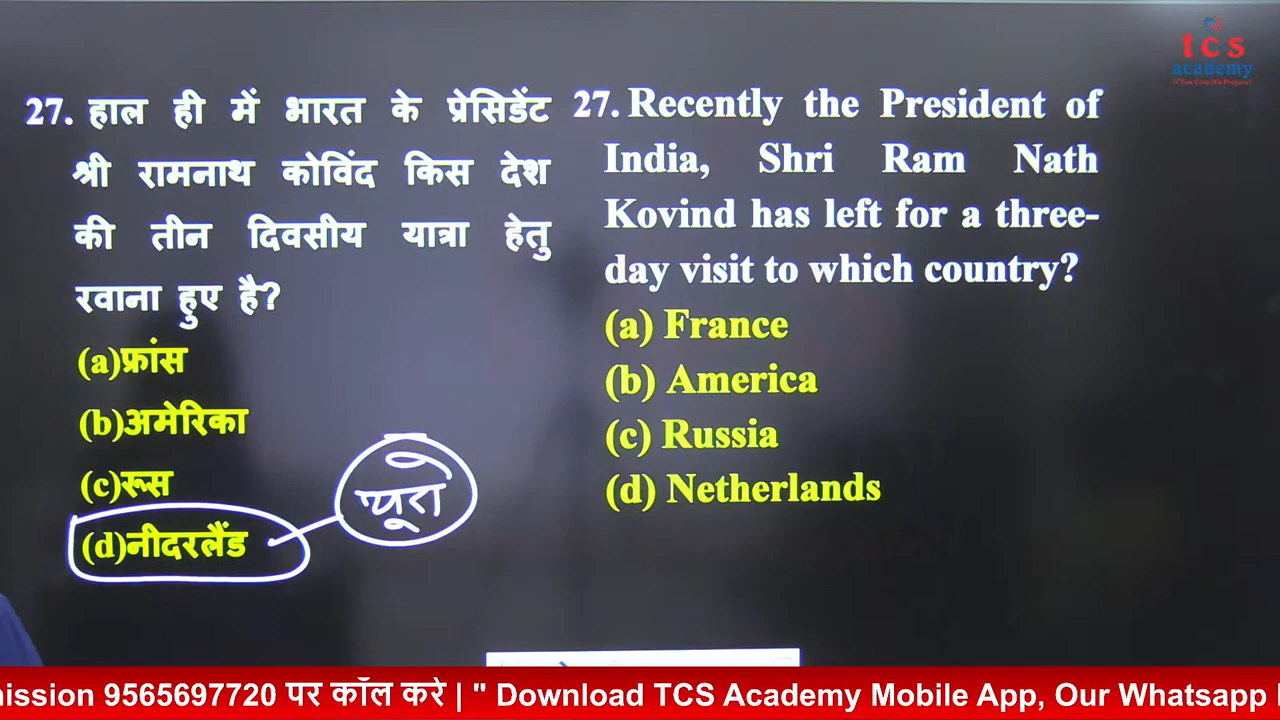 tcs
academy
27. हाल ही में भारत के प्रेसिडेंट
श्री रामनाथ कोविंद किस देश
की तीन दिवसीय यात्रा हेतु
रवाना हुए है?
(a)फ्रांस
(b)अमेरिका
(c)रूस
(d)नीदरलैंड
27. Recently the President of
India, Shri Ram Nath
Kovind has left for a three-
day visit to which country?
(a) France
(b) America
(c) Russia
(d) Netherlands
ission 9565697720 पर कॉल करे | " Download TCS Academy Mobile App, Our Whatsapp